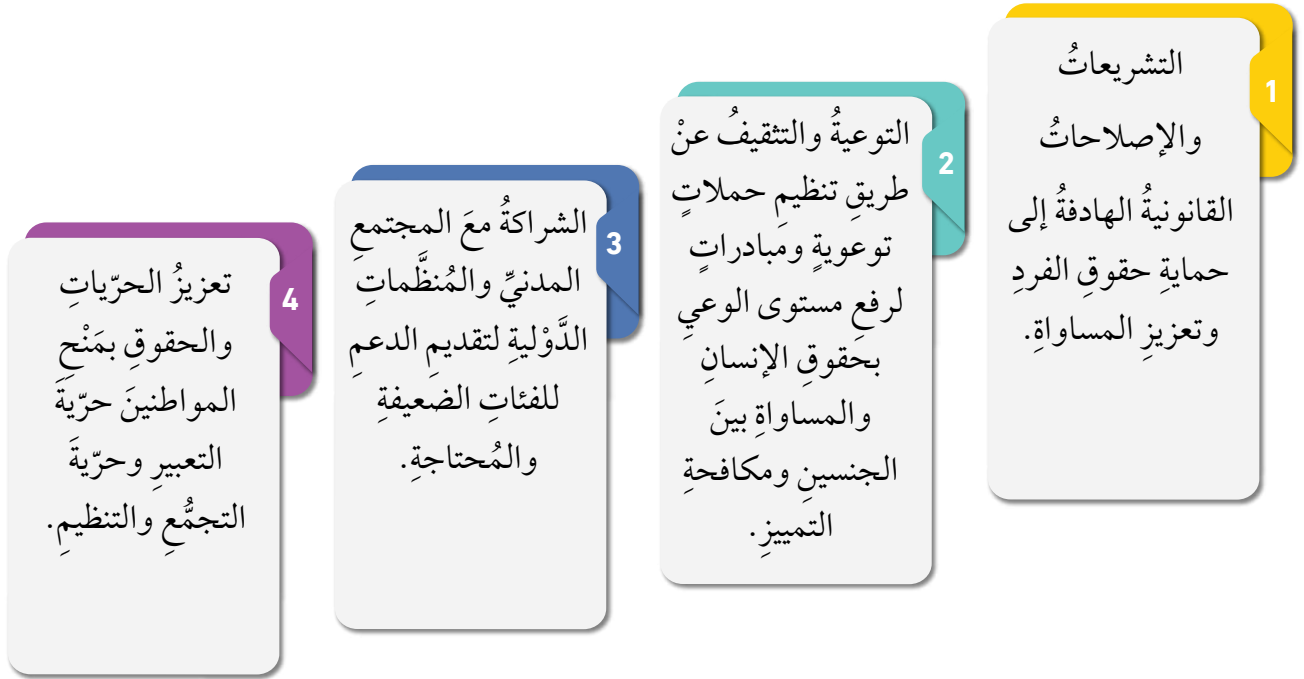 1
التشريعاتُ
والإصلاحاتُ
القانونيةُ الهادفةُ إلى
حمايةِ حقوقِ الفردِ
وتعزيزِ المساواةِ.
2
التوعيةُ والتثقيفُ عنْ
طريقِ تنظيمِ حملاتٍ
توعويةٍ ومبادراتٍ
لرفعِ مستوى الوعيِ
بحقوقِ الإنسانِ
والمساواةِ بينَ
الجنسينِ ومكافحةِ
التمييزِ.
3
الشراكةُ معَ المجتمعِ
المدنيِّ والمُنظَّماتِ
الدَّوْليةِ لتقديمِ الدعمِ
للفئاتِ الضعيفةِ
والمُحتاجةِ.
4
تعزيزُ الحرّياتِ
والحقوقِ بمَنْحِ
المواطنينَ حرّيةَ
التعبيرِ وحرّيةَ
التجمُّعِ والتنظيمِ.